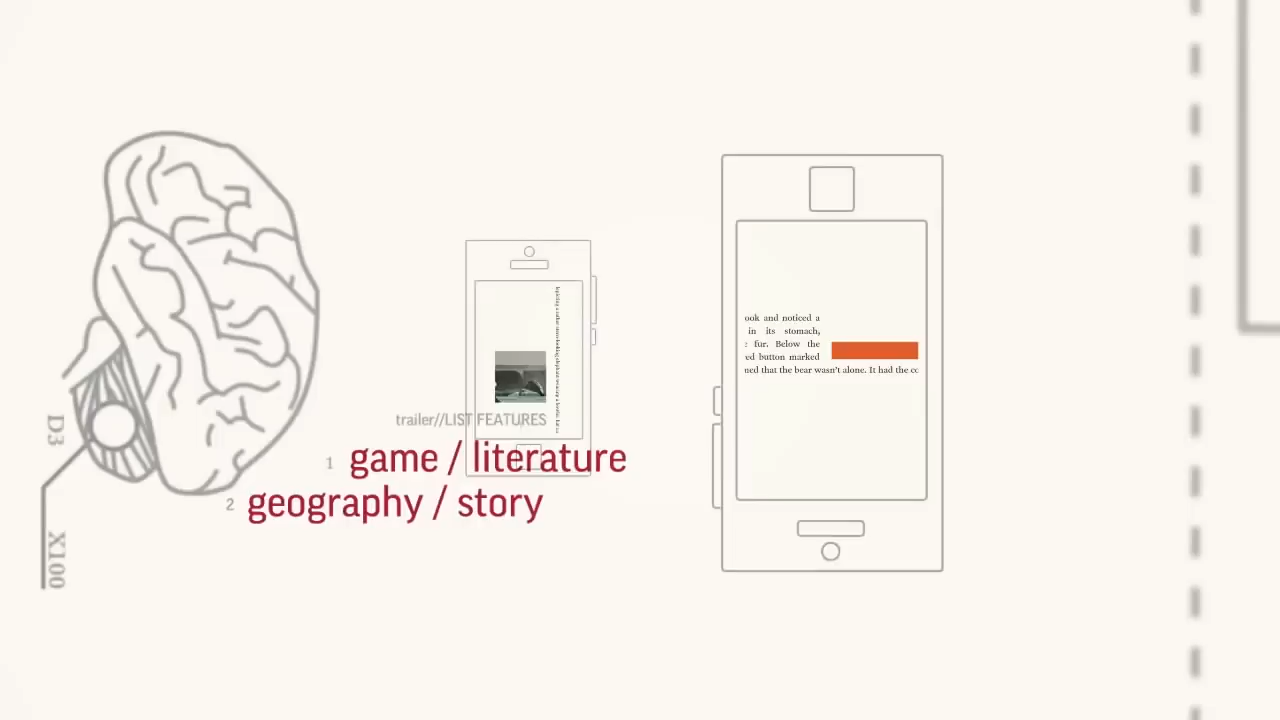 trailer//LIST FEATURES
1 game / literature
2 geography / story
ook and noticed a
in its stomach,
fur. Below the
ed button marked
ned that the bear wasn't alone. It had the cc
D3
X100